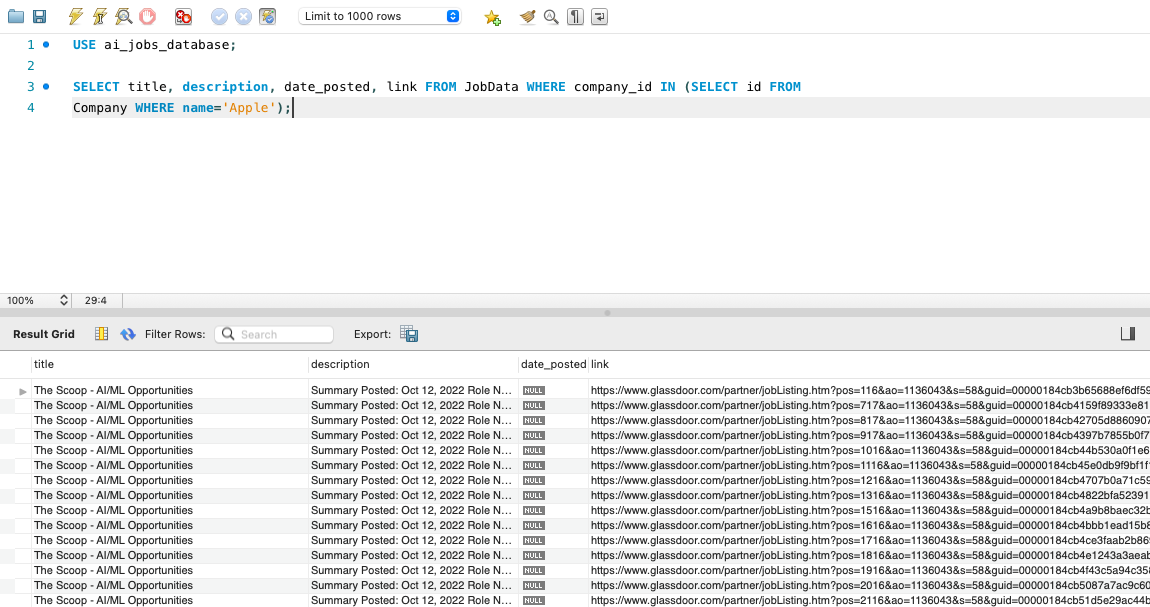 Limit to 1000 rows
1 USE ai_jobs_database;
2
3 SELECT title, description, date_posted, link FROM JobData WHERE company_id IN (SELECT id FROM
4 Company WHERE name='Apple');
100% 29:4
Result Grid Filter Rows: Search Export:
title description date_posted link
The Scoop - AI/ML Opportunities Summary Posted: Oct 12, 2022 Role N... NULL https://www.glassdoor.com/partner/jobListing.htm?pos=116&ao=1136043&s=58&guid=00000184cb3b65688ef6df59
The Scoop - AI/ML Opportunities Summary Posted: Oct 12, 2022 Role N... NULL https://www.glassdoor.com/partner/jobListing.htm?pos=717&ao=1136043&s=58&guid=00000184cb4159f89333e81
The Scoop - AI/ML Opportunities Summary Posted: Oct 12, 2022 Role N... NULL https://www.glassdoor.com/partner/jobListing.htm?pos=817&ao=1136043&s=58&guid=00000184cb42705d8860907
The Scoop - AI/ML Opportunities Summary Posted: Oct 12, 2022 Role N... NULL https://www.glassdoor.com/partner/jobListing.htm?pos=917&ao=1136043&s=58&guid=00000184cb4397b7855b0f7
The Scoop - AI/ML Opportunities Summary Posted: Oct 12, 2022 Role N... NULL https://www.glassdoor.com/partner/jobListing.htm?pos=1016&ao=1136043&s=58&guid=00000184cb44b530a0f1e6
The Scoop - AI/ML Opportunities Summary Posted: Oct 12, 2022 Role N... NULL https://www.glassdoor.com/partner/jobListing.htm?pos=1116&ao=1136043&s=58&guid=00000184cb45e0db9f9bf1f
The Scoop - AI/ML Opportunities Summary Posted: Oct 12, 2022 Role N... NULL https://www.glassdoor.com/partner/jobListing.htm?pos=1216&ao=1136043&s=58&guid=00000184cb4707b0a71c59
The Scoop - AI/ML Opportunities Summary Posted: Oct 12, 2022 Role N... NULL https://www.glassdoor.com/partner/jobListing.htm?pos=1316&ao=1136043&s=58&guid=00000184cb4822bfa52391
The Scoop - AI/ML Opportunities Summary Posted: Oct 12, 2022 Role N... NULL https://www.glassdoor.com/partner/jobListing.htm?pos=1516&ao=1136043&s=58&guid=00000184cb4a9b8baec32b
The Scoop - AI/ML Opportunities Summary Posted: Oct 12, 2022 Role N... NULL https://www.glassdoor.com/partner/jobListing.htm?pos=1616&ao=1136043&s=58&guid=00000184cb4bbb1ead15b8
The Scoop - AI/ML Opportunities Summary Posted: Oct 12, 2022 Role N... NULL https://www.glassdoor.com/partner/jobListing.htm?pos=1716&ao=1136043&s=58&guid=00000184cb4ce3faab2b869
The Scoop - AI/ML Opportunities Summary Posted: Oct 12, 2022 Role N... NULL https://www.glassdoor.com/partner/jobListing.htm?pos=1816&ao=1136043&s=58&guid=00000184cb4e1243a3aeab
The Scoop - AI/ML Opportunities Summary Posted: Oct 12, 2022 Role N... NULL https://www.glassdoor.com/partner/jobListing.htm?pos=1916&ao=1136043&s=58&guid=00000184cb4f43c5a94c358
The Scoop - AI/ML Opportunities Summary Posted: Oct 12, 2022 Role N... NULL https://www.glassdoor.com/partner/jobListing.htm?pos=2016&ao=1136043&s=58&guid=00000184cb5087a7ac9c60
The Scoop - AI/ML Opportunities Summary Posted: Oct 12, 2022 Role N... NULL https://www.glassdoor.com/partner/jobListing.htm?pos=2116&ao=1136043&s=58&guid=00000184cb51d5e29ac44b